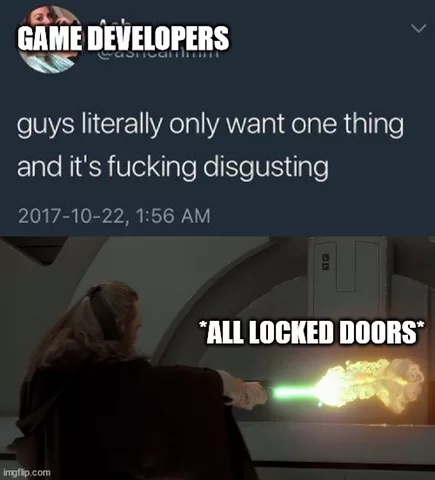 GAME DEVELOPERS
guys literally only want one thing
and it's fucking disgusting
2017-10-22, 1:56 AM
*ALL LOCKED DOORS*
imgflip.com